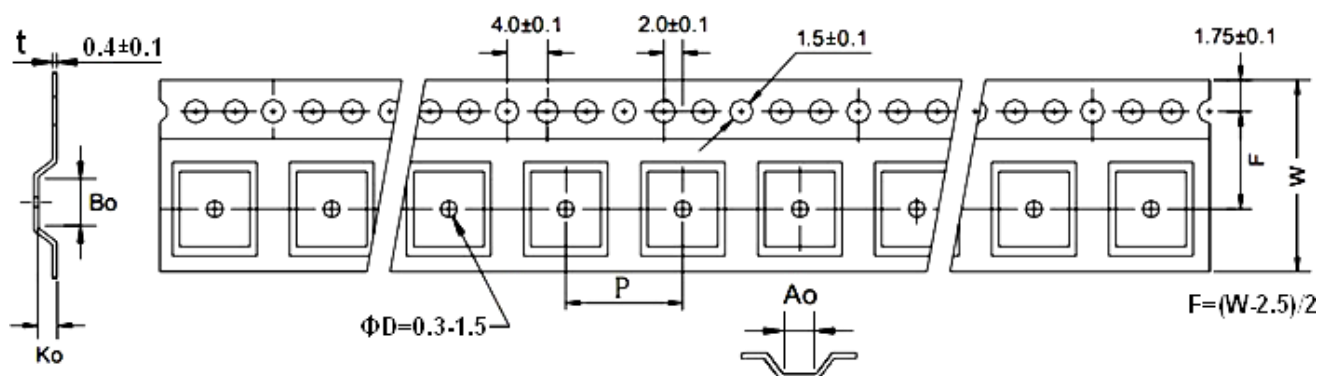 4.0±0.1
2.0±0.1
1.5±0.1
1.75±0.1
t
0.4±0.1
Bo
F
W
P
Ao
ΦD=0.3-1.5
F=(W-2.5)/2
Ko